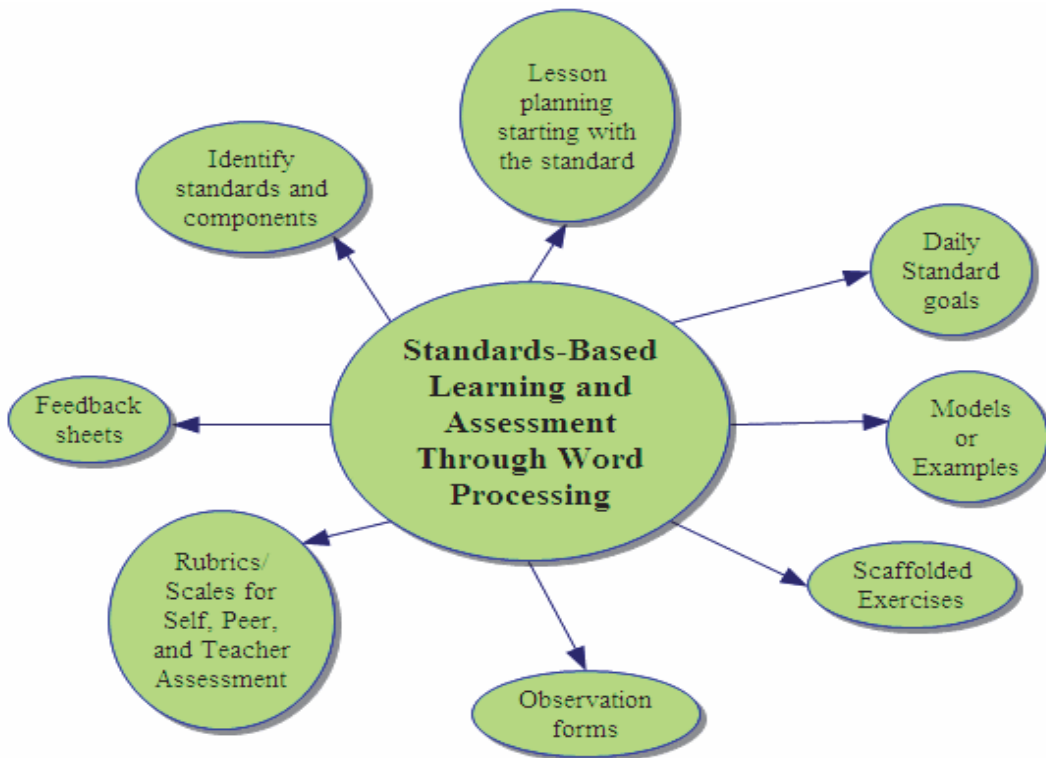 Lesson
planning
starting with
the standard
Identify
standards and
components
Daily
Standard
goals
Standards-Based
Learning and
Assessment
Through Word
Processing
Feedback
sheets
Models
or
Examples
Rubrics/
Scales for
Self, Peer,
and Teacher
Assessment
Scaffolded
Exercises
Observation
forms